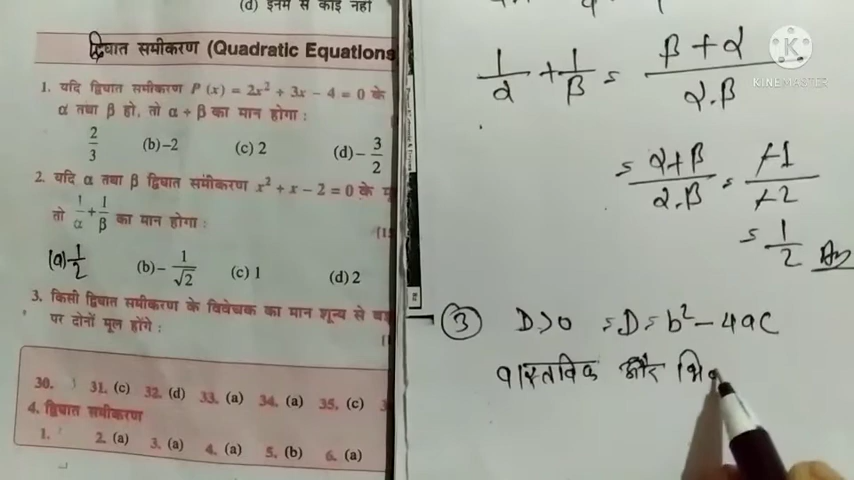 (d) इनमें से कोई नहीं
द्विघात समीकरण (Quadratic Equations
1. यदि द्विघात समीकरण P (x) = 2x² + 3x – 4 = 0 के
α तथा β हो, तो α + β का मान होगा :
2/3 (b) –2 (c) 2 (d) – 3/2
2. यदि α तथा β द्विघात समीकरण x² + x – 2 = 0 के
तो 1/α + 1/β का मान होगा :
(a) 1/2 (b) – 1/√2 (c) 1 (d) 2
3. किसी द्विघात समीकरण के विवेचक का मान शून्य से
पर दोनों मूल होंगे :
30. 31. (c) 32. (d) 33. (a) 34. (a) 35. (c)
4. द्विघात समीकरण
1. 2. (a) 3. (a) 4. (a) 5. (b) 6. (a)
1/α + 1/β = β + α / α.β
= α+β / α.β = -1 / -2
= 1/2 Ans
3 D>0 = D = b² – 4ac
वास्तविक और
KINEMASTER